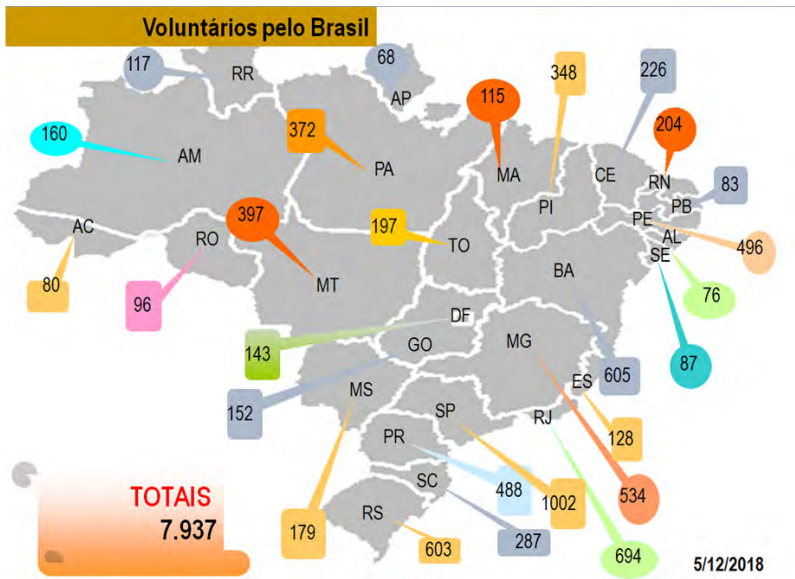 Voluntários pelo Brasil
117
RR
68
AP
348
226
115
204
160
372
AM
PA
MA
CE
RN
83
PI
PB
PE
397
197
AC
RO
TO
AL
496
SE
BA
80
96
MT
76
DF
143
GO
MG
87
605
152
MS
ES
SP
RJ
128
PR
SC
488
1002
534
TOTAIS
7.937
179
RS
603
287
694
5/12/2018